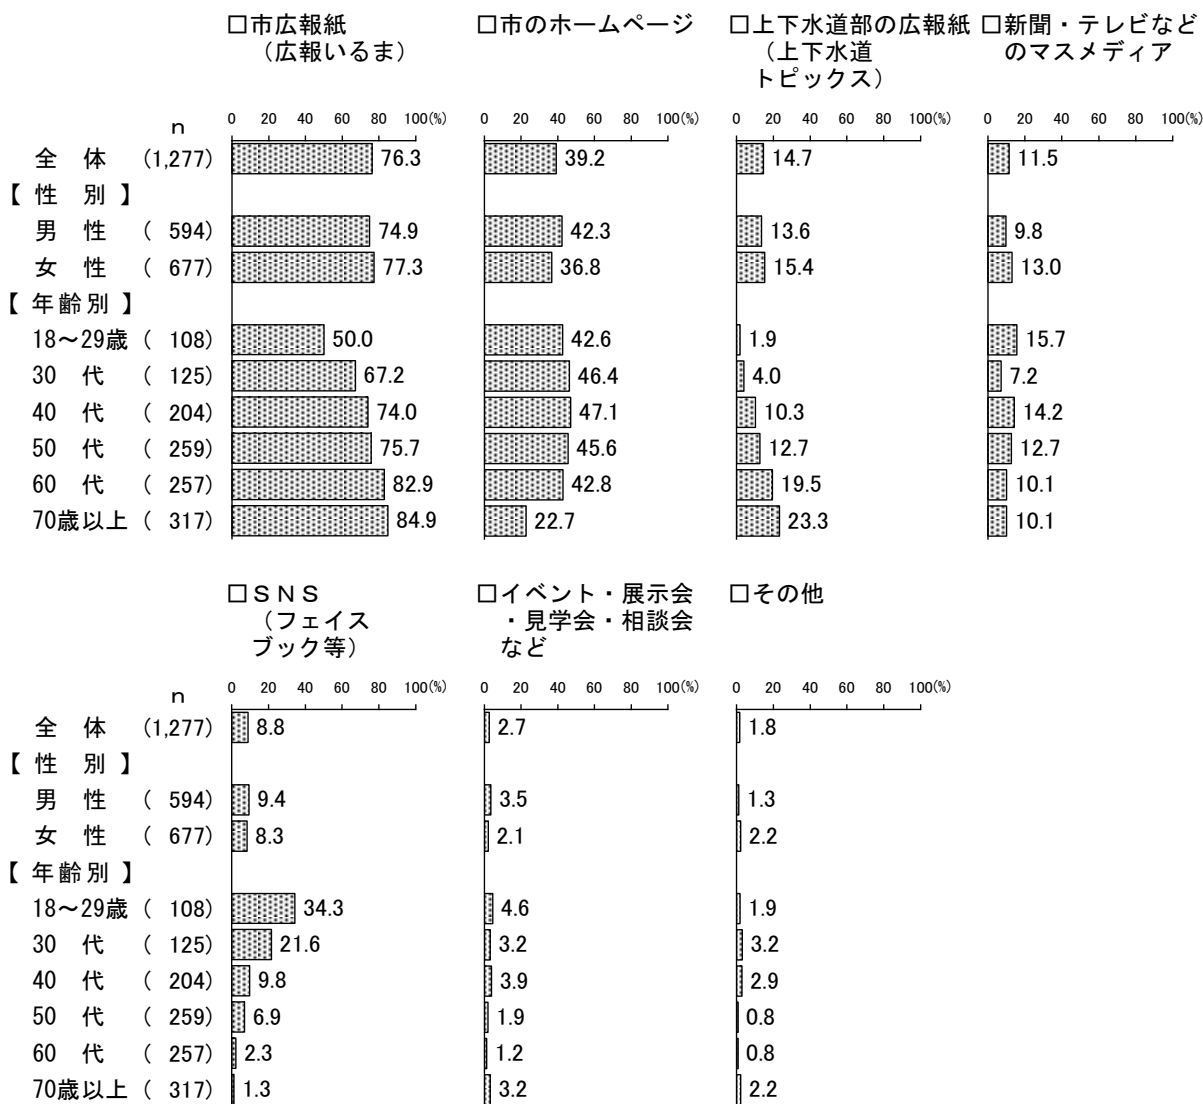 □市広報紙 □市のホームページ □上下水道部の広報紙 □新聞・テレビなど
（広報いるま） （上下水道 のマスメディア
トピックス）
n 0 20 40 60 80 100(%) 0 20 40 60 80 100(%) 0 20 40 60 80 100(%) 0 20 40 60 80 100(%)
全 体 (1,277) 76.3 39.2 14.7 11.5
【 性 別 】
男 性 ( 594) 74.9 42.3 13.6 9.8
女 性 ( 677) 77.3 36.8 15.4 13.0
【 年齢別 】
18～29歳 ( 108) 50.0 42.6 1.9 15.7
30 代 ( 125) 67.2 46.4 4.0 7.2
40 代 ( 204) 74.0 47.1 10.3 14.2
50 代 ( 259) 75.7 45.6 12.7 12.7
60 代 ( 257) 82.9 42.8 19.5 10.1
70歳以上 ( 317) 84.9 22.7 23.3 10.1
□ＳＮＳ □イベント・展示会 □その他
（フェイス ・見学会・相談会
ブック等） など
n 0 20 40 60 80 100(%) 0 20 40 60 80 100(%) 0 20 40 60 80 100(%)
全 体 (1,277) 8.8 2.7 1.8
【 性 別 】
男 性 ( 594) 9.4 3.5 1.3
女 性 ( 677) 8.3 2.1 2.2
【 年齢別 】
18～29歳 ( 108) 34.3 4.6 1.9
30 代 ( 125) 21.6 3.2 3.2
40 代 ( 204) 9.8 3.9 2.9
50 代 ( 259) 6.9 1.9 0.8
60 代 ( 257) 2.3 1.2 0.8
70歳以上 ( 317) 1.3 3.2 2.2